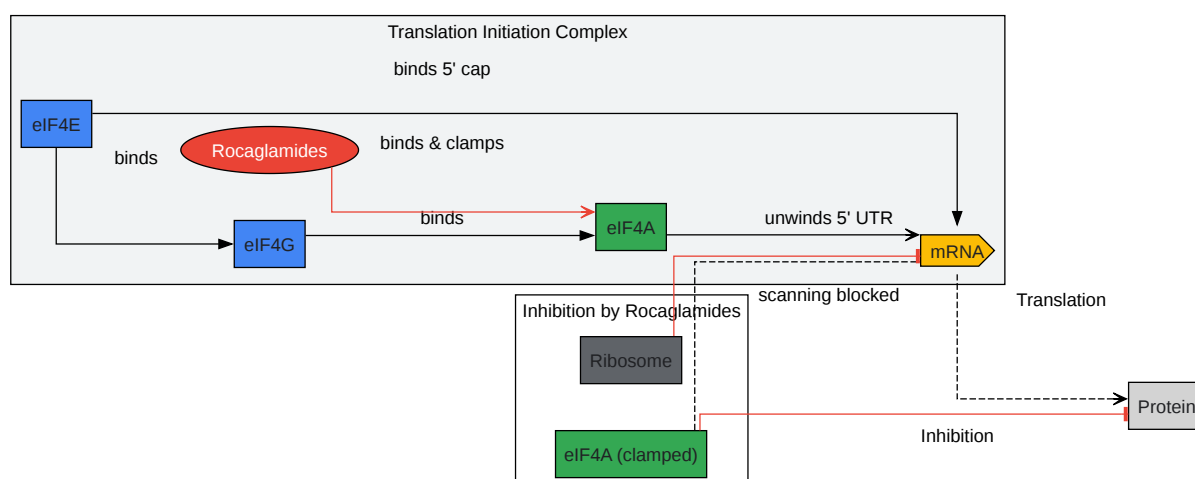 Translation Initiation Complex
binds 5' cap
eIF4E
binds
Rocaglamides
binds & clamps
eIF4G
binds
eIF4A
unwinds 5' UTR
mRNA
scanning blocked
Translation
Inhibition by Rocaglamides
Ribosome
Protein
eIF4A (clamped)
Inhibition